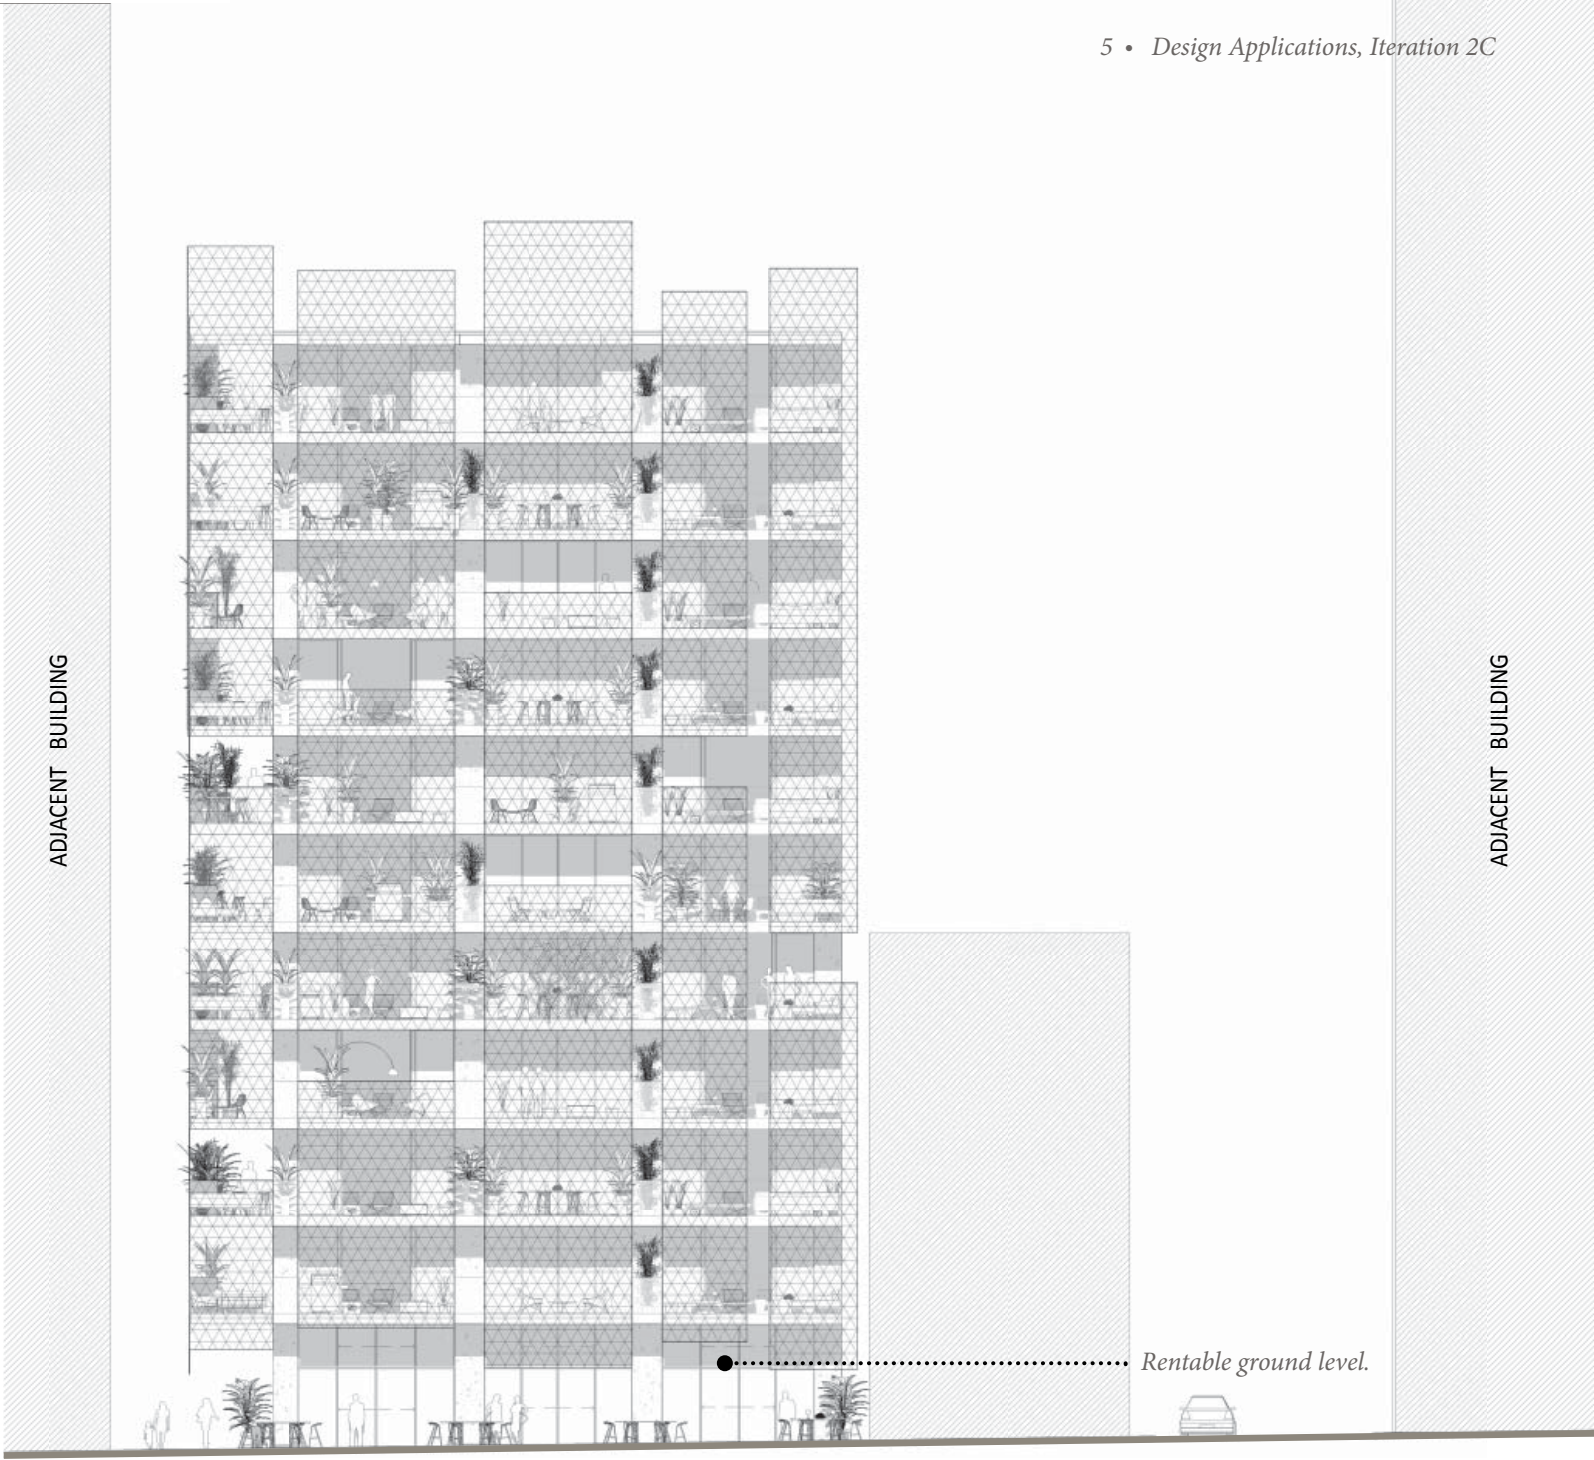 5 • Design Applications, Iteration 2C
ADJACENT BUILDING
ADJACENT BUILDING
Rentable ground level.